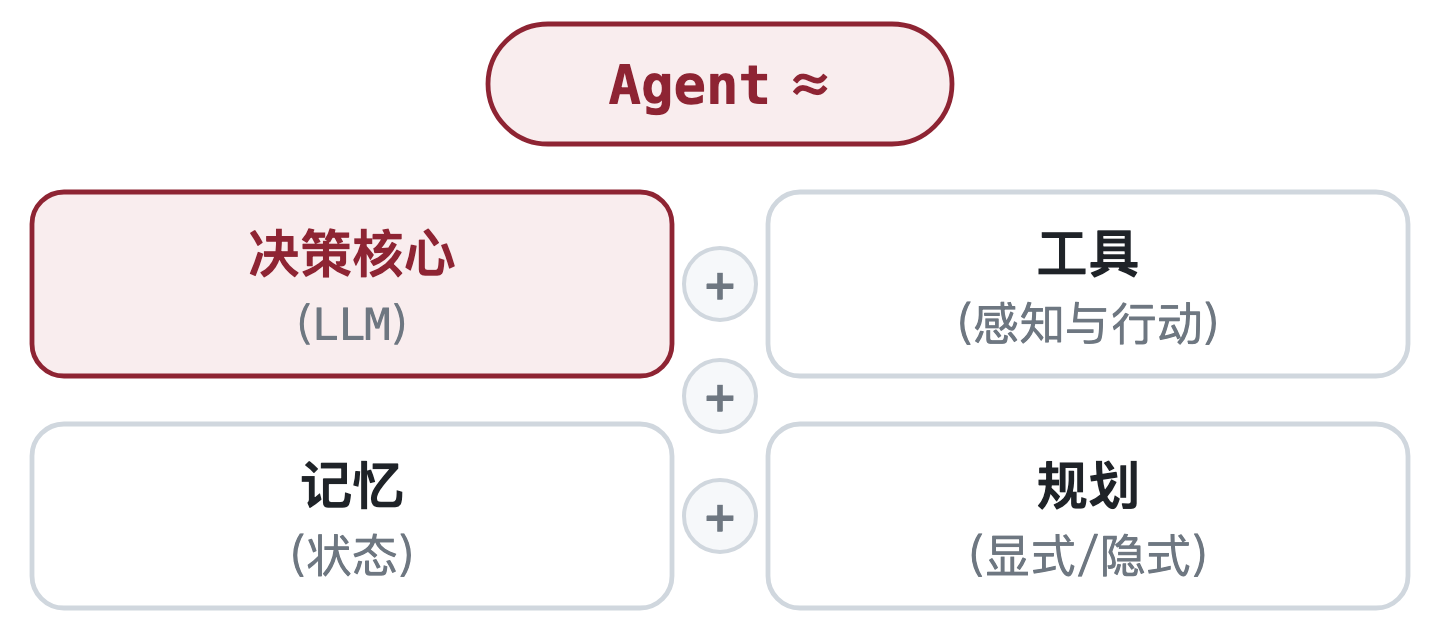 Agent ≈
决策核心
(LLM)
+
工具
(感知与行动)
+
记忆
(状态)
+
规划
(显式/隐式)